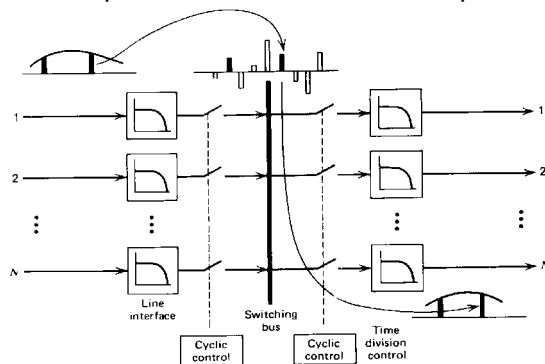 1
1
2
2
N
N
Line
interface
Switching
bus
Time
division
control
Cyclic
control
Cyclic
control